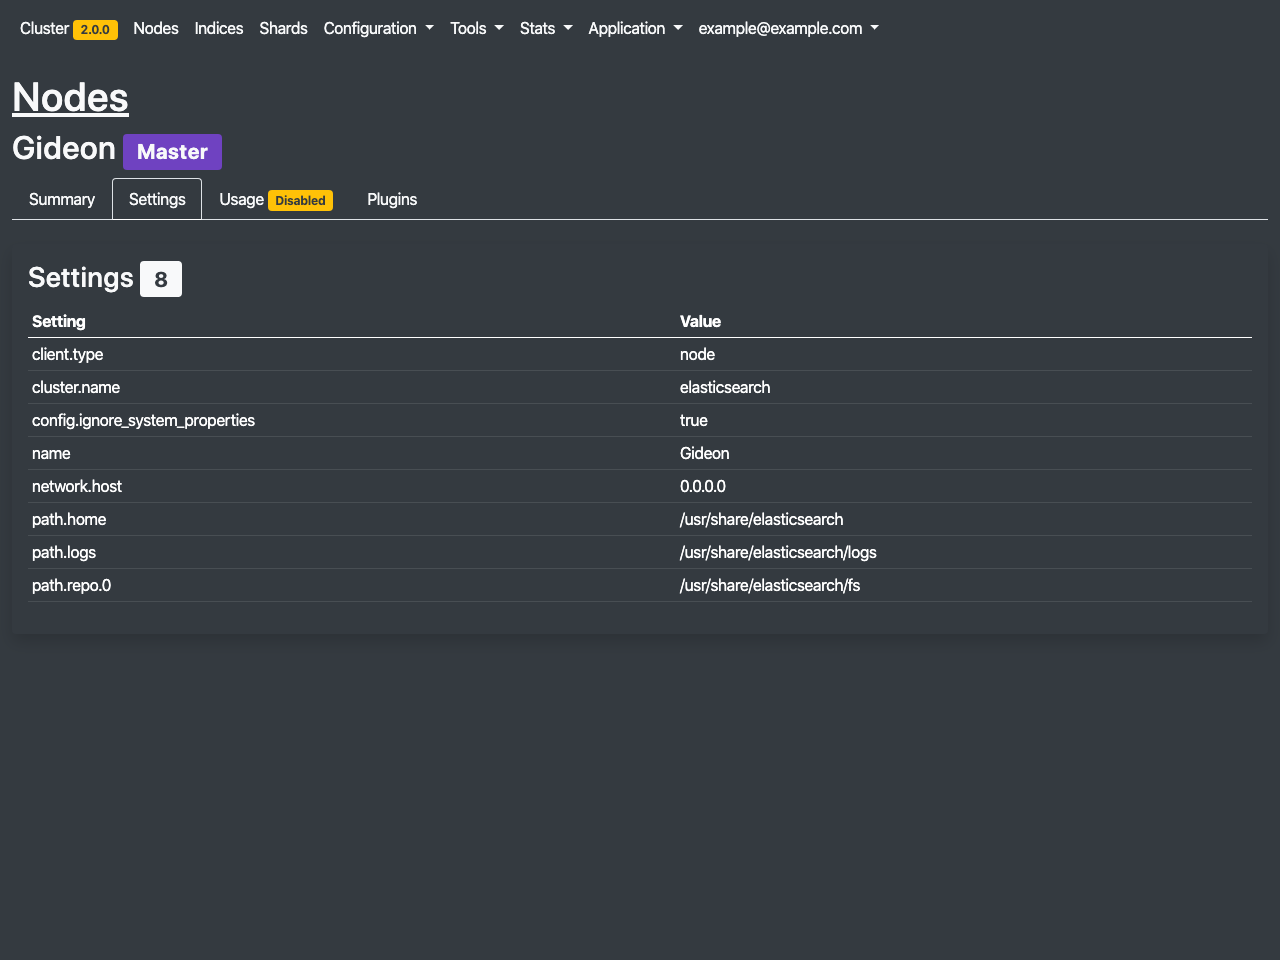 Cluster 2.0.0 Nodes Indices Shards Configuration Tools Stats Application example@example.com
Nodes
Gideon Master
Summary Settings Usage Disabled Plugins
Settings 8
Setting Value
client.type node
cluster.name elasticsearch
config.ignore_system_properties true
name Gideon
network.host 0.0.0.0
path.home /usr/share/elasticsearch
path.logs /usr/share/elasticsearch/logs
path.repo.0 /usr/share/elasticsearch/fs